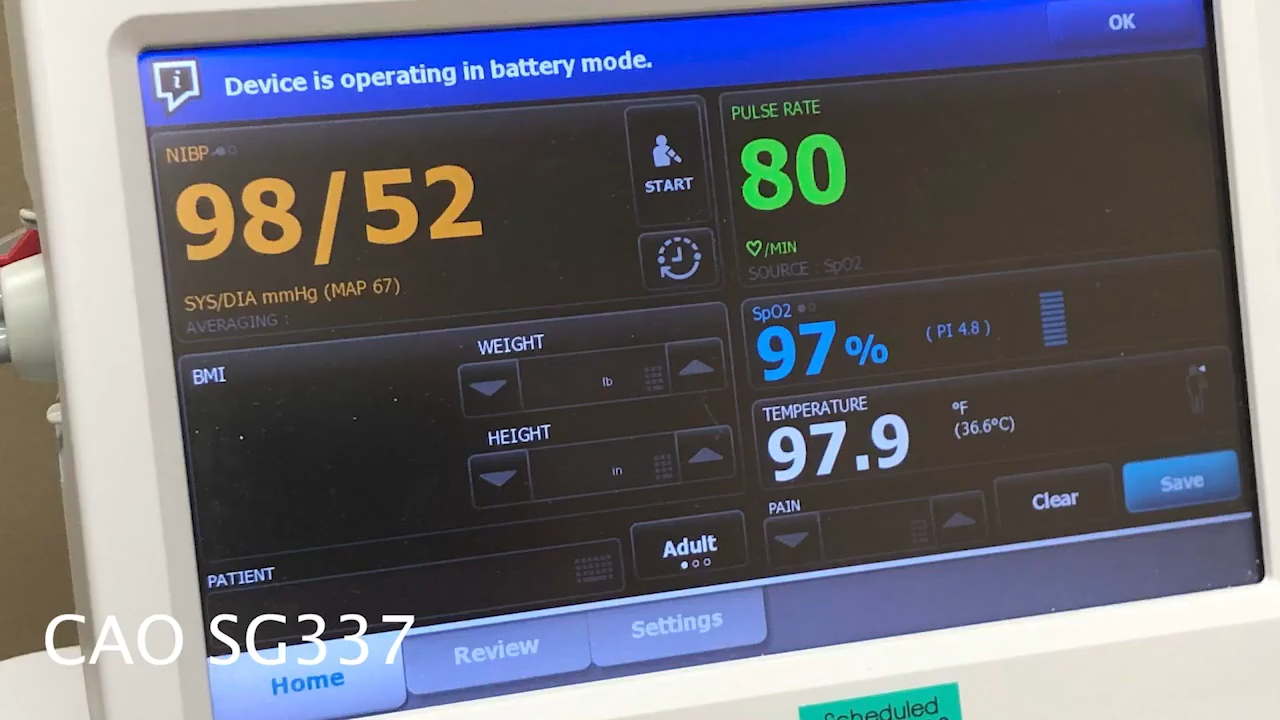 Device is operating in battery mode.
OK
NIBP
98/52
SYS/DIA mmHg (MAP 67)
AVERAGING :
START
PULSE RATE
80
/MIN
SOURCE : SpO2
SpO2
97%
( PI 4.8 )
BMI
WEIGHT
lb
HEIGHT
in
TEMPERATURE
97.9
°F
(36.6°C)
PAIN
Clear
Save
PATIENT
Adult
Home
Review
Settings
CAO SG337
Scheduled